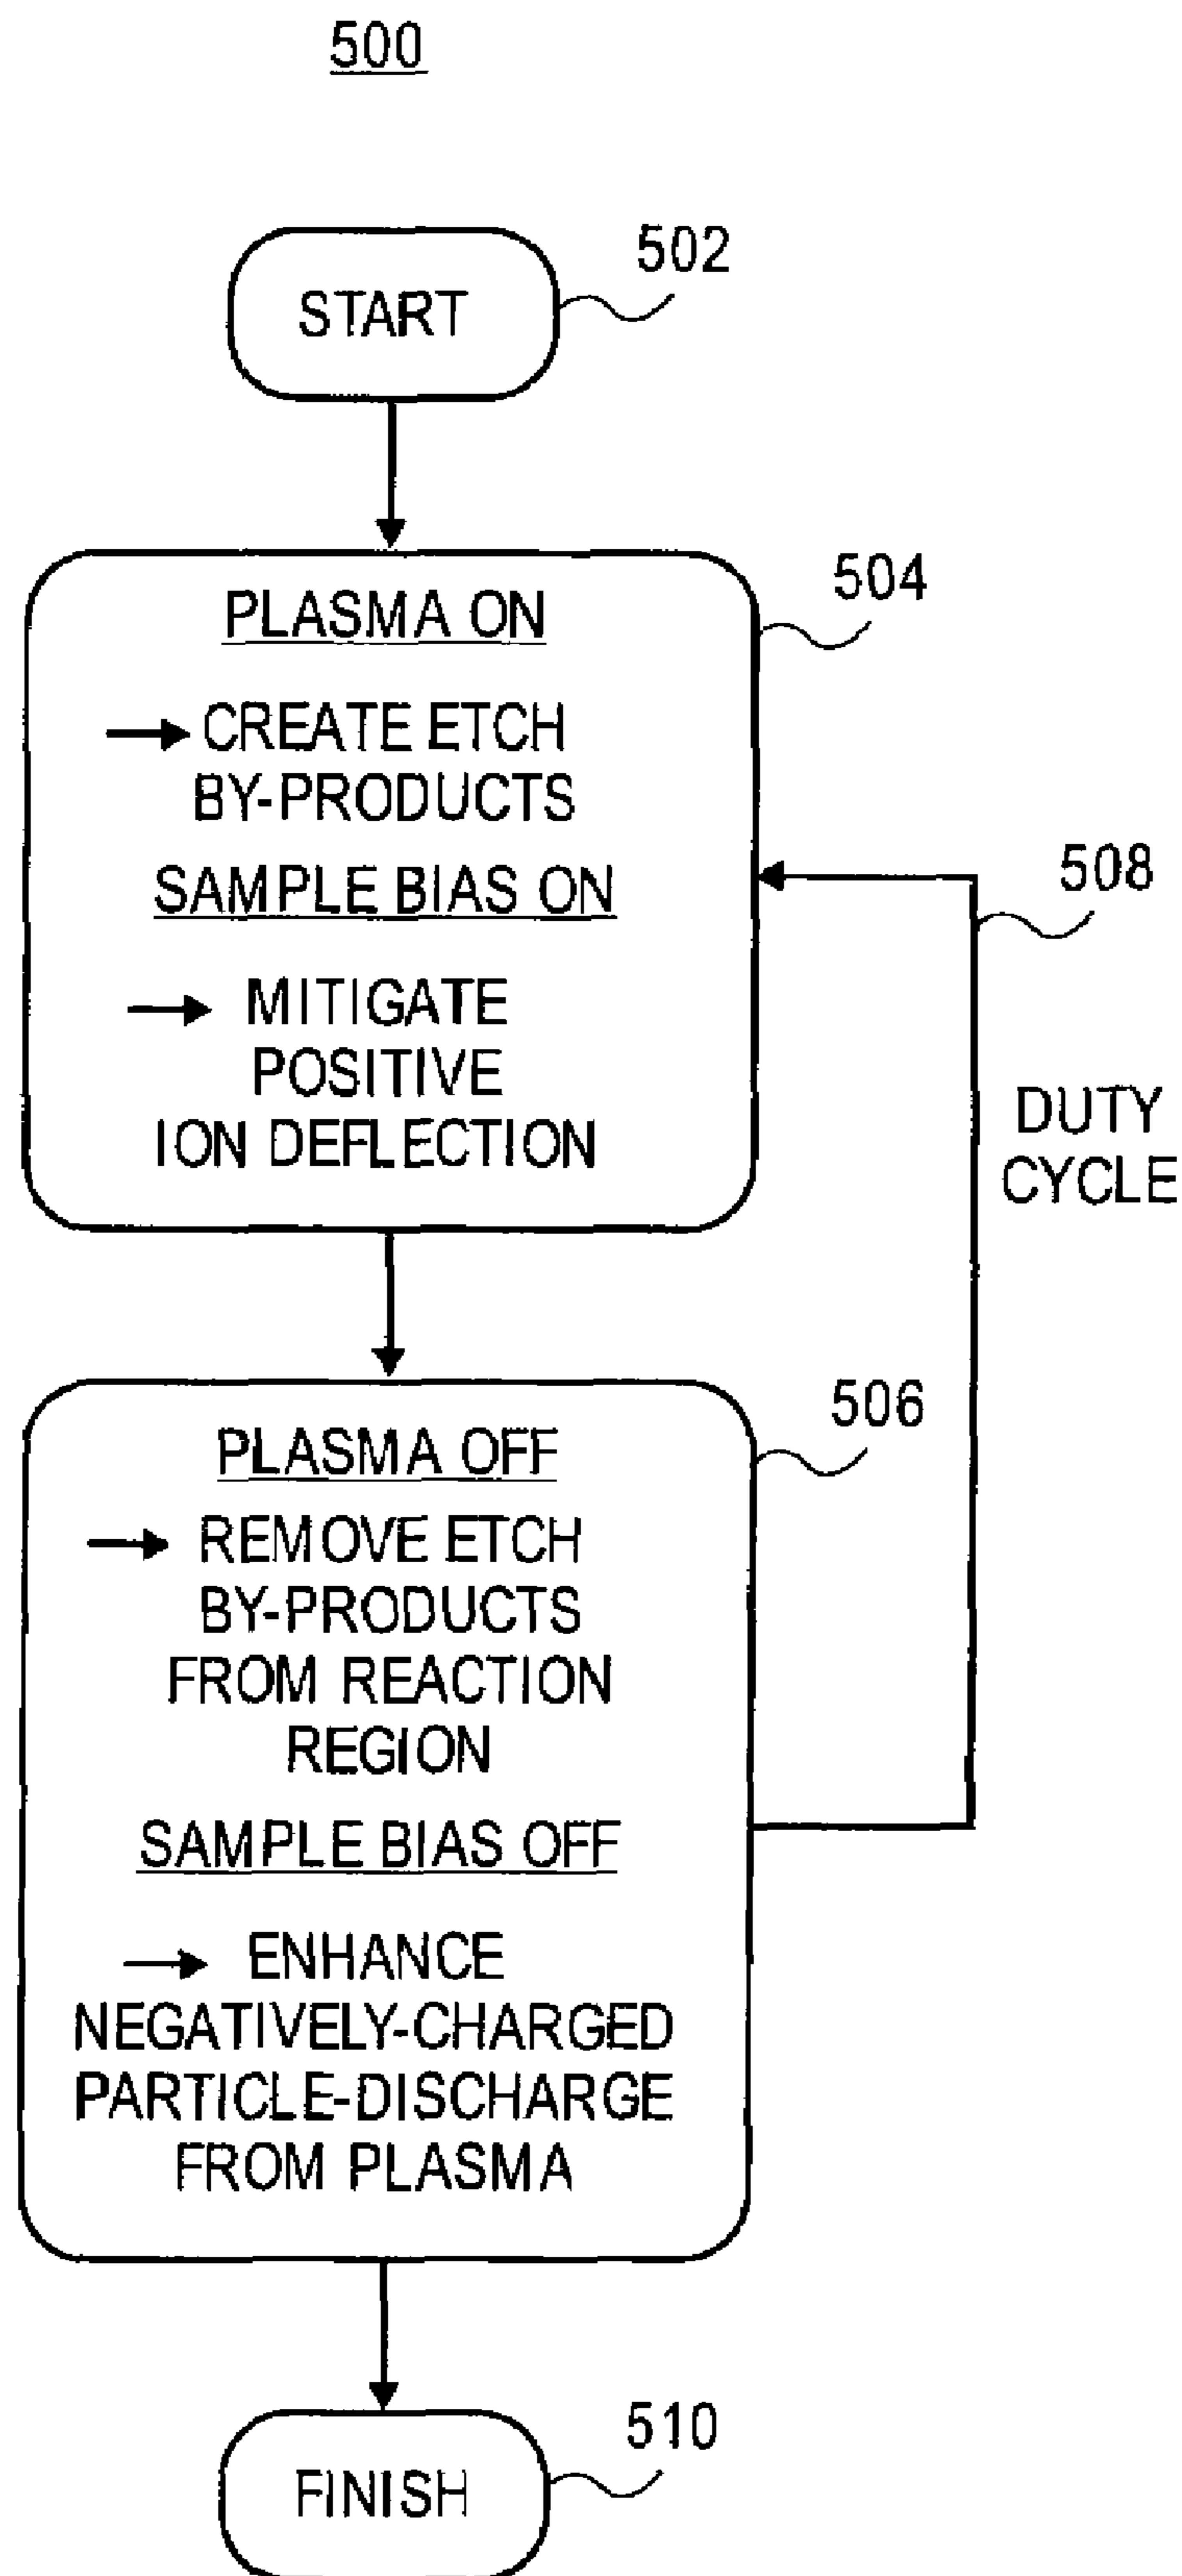 500
502
START
504
PLASMA ON
CREATE ETCH
BY-PRODUCTS
SAMPLE BIAS ON
MITIGATE
POSITIVE
ION DEFLECTION
508
DUTY
CYCLE
506
PLASMA OFF
REMOVE ETCH
BY-PRODUCTS
FROM REACTION
REGION
SAMPLE BIAS OFF
ENHANCE
NEGATIVELY-CHARGED
PARTICLE-DISCHARGE
FROM PLASMA
510
FINISH